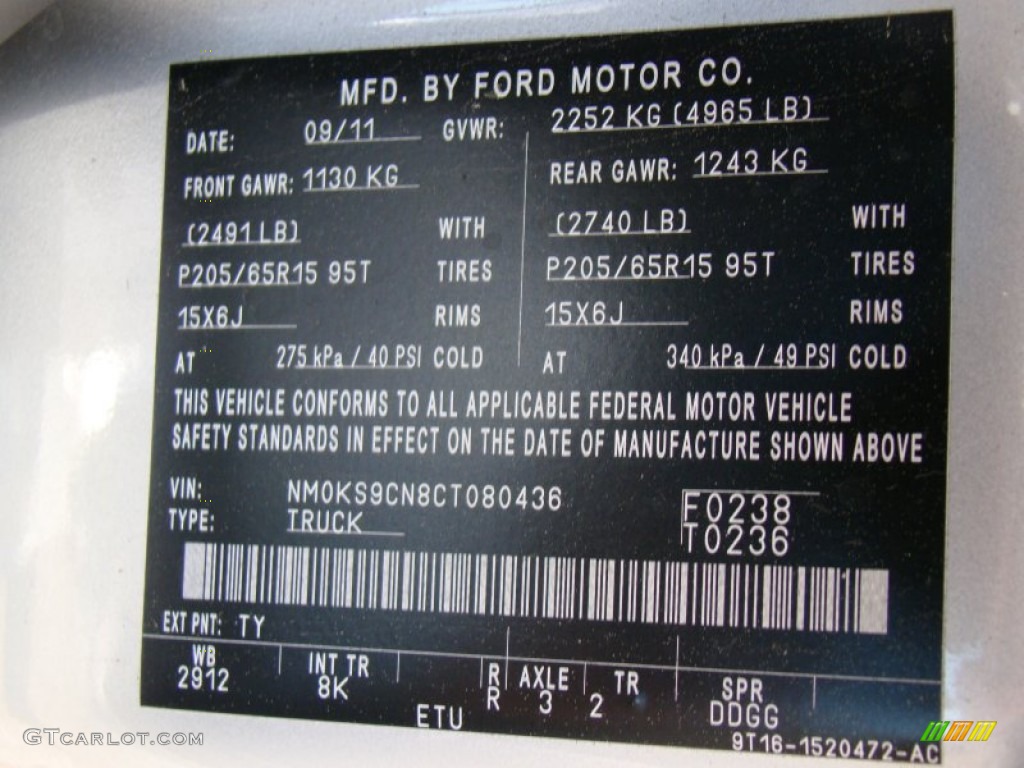 MFD. BY FORD MOTOR CO.
DATE: 09/11 GVWR: 2252 KG (4965 LB)
FRONT GAWR: 1130 KG REAR GAWR: 1243 KG
(2491 LB) WITH (2740 LB) WITH
P205/65R15 95T TIRES P205/65R15 95T TIRES
15X6J RIMS 15X6J RIMS
AT 275 kPa / 40 PSI COLD AT 340 kPa / 49 PSI COLD
THIS VEHICLE CONFORMS TO ALL APPLICABLE FEDERAL MOTOR VEHICLE
SAFETY STANDARDS IN EFFECT ON THE DATE OF MANUFACTURE SHOWN ABOVE
VIN: NM0KS9CN8CT080436 F0238
TYPE: TRUCK T0236
EXT PNT: TY
WB INT TR R AXLE TR SPR
2912 8K R 3 2 DDGG
ETU
9T16-1520472-AC
GTCarlot.com